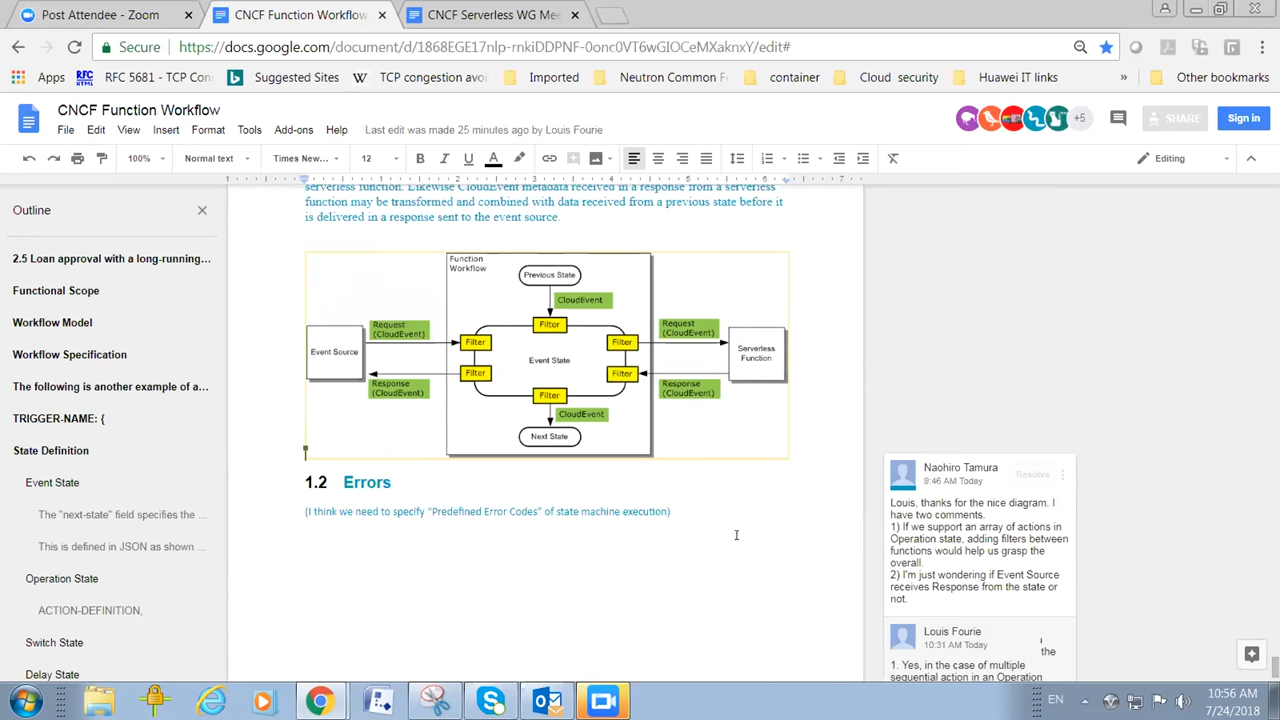 Post Attendee - Zoom
CNCF Function Workflow
CNCF Serverless WG Mee
Secure
https://docs.google.com/document/d/1868EGE17nlp-rnkiDDPNF-0onc0VT6wGIOCeMXaknxY/edit#
Apps
RFC 5681 - TCP Con
Suggested Sites
TCP congestion avoi
Imported
Neutron Common F
container
Cloud security
Huawei IT links
»
Other bookmarks
CNCF Function Workflow
File Edit View Insert Format Tools Add-ons Help
Last edit was made 25 minutes ago by Louis Fourie
+5
SHARE
Sign in
100%
Normal text
Times New...
12
B I U A
Editing
1 1 2 3 4 5 6 7
Outline
2.5 Loan approval with a long-running...
Functional Scope
Workflow Model
Workflow Specification
The following is another example of a...
TRIGGER-NAME: {
State Definition
Event State
The "next-state" field specifies the ...
This is defined in JSON as shown ...
Operation State
ACTION-DEFINITION,
Switch State
Delay State
serverless function. Likewise CloudEvent metadata received in a response from a serverless
function may be transformed and combined with data received from a previous state before it
is delivered in a response sent to the event source.
Function
Workflow
Previous State
CloudEvent
Filter
Event Source
Request
(CloudEvent)
Filter
Filter
Request
(CloudEvent)
Event State
Serverless
Function
Response
(CloudEvent)
Filter
Filter
Response
(CloudEvent)
Filter
CloudEvent
Next State
1.2 Errors
(I think we need to specify “Predefined Error Codes” of state machine execution)
Naohiro Tamura
9:46 AM Today
Resolve
Louis, thanks for the nice diagram. I
have two comments.
1) If we support an array of actions in
Operation state, adding filters between
functions would help us grasp the
overall.
2) I'm just wondering if Event Source
receives Response from the state or
not.
Louis Fourie
10:31 AM Today
the
1. Yes, in the case of multiple
sequential action in an Operation
EN
10:56 AM
7/24/2018